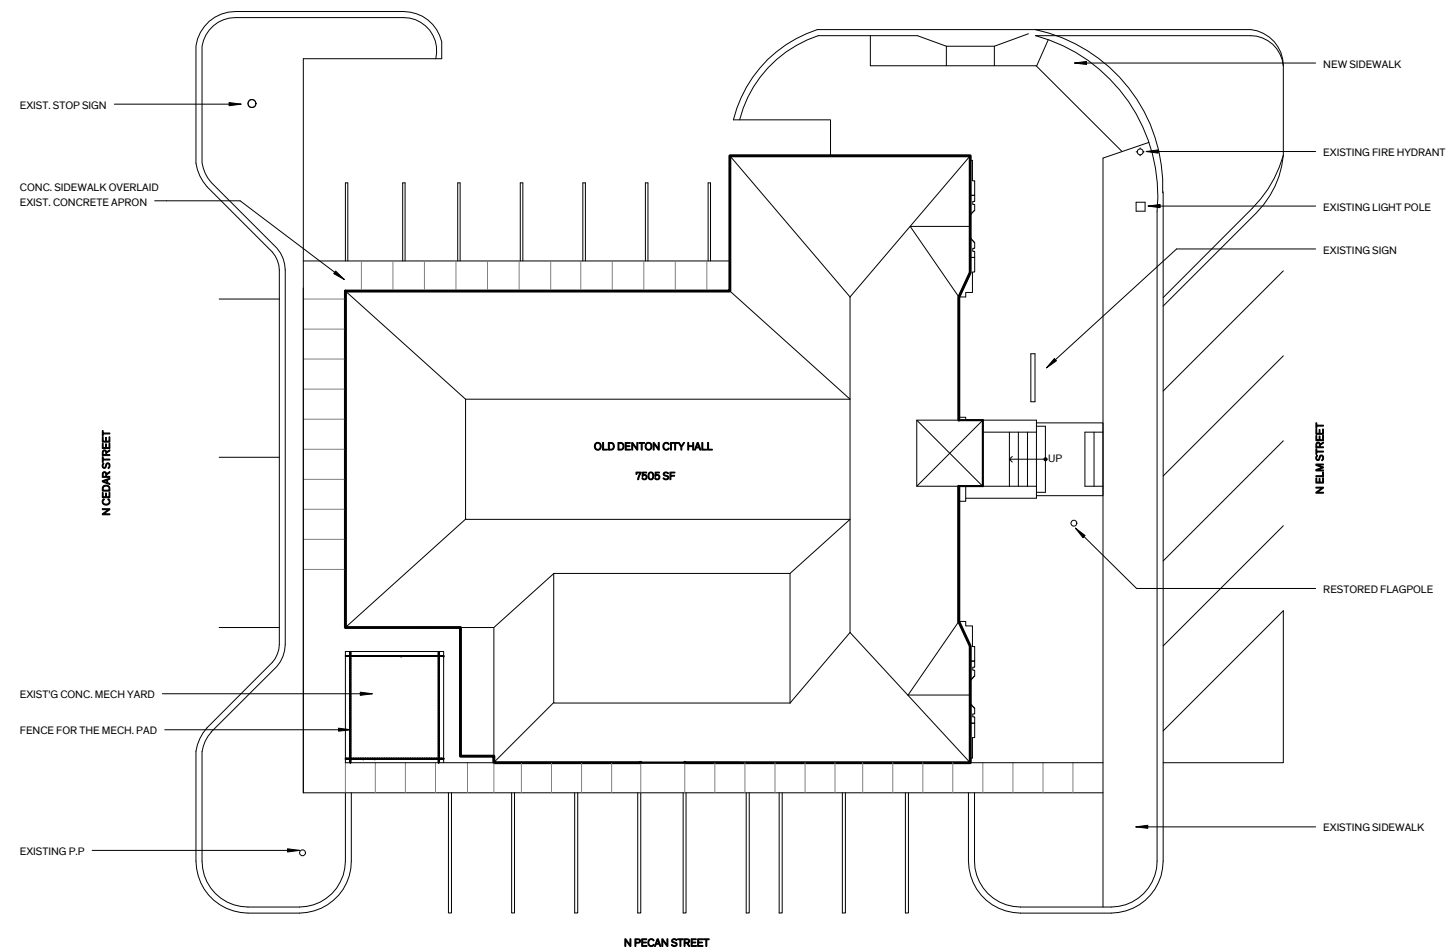 NEW SIDEWALK
EXIST. STOP SIGN
EXISTING FIRE HYDRANT
CONC. SIDEWALK OVERLAID
EXIST. CONCRETE APRON
EXISTING LIGHT POLE
EXISTING SIGN
OLD DENTON CITY HALL
7505 SF
N CEDAR STREET
UP
N ELM STREET
RESTORED FLAGPOLE
EXIST'G CONC. MECH YARD
FENCE FOR THE MECH. PAD
EXISTING SIDEWALK
EXISTING P.P
N PECAN STREET